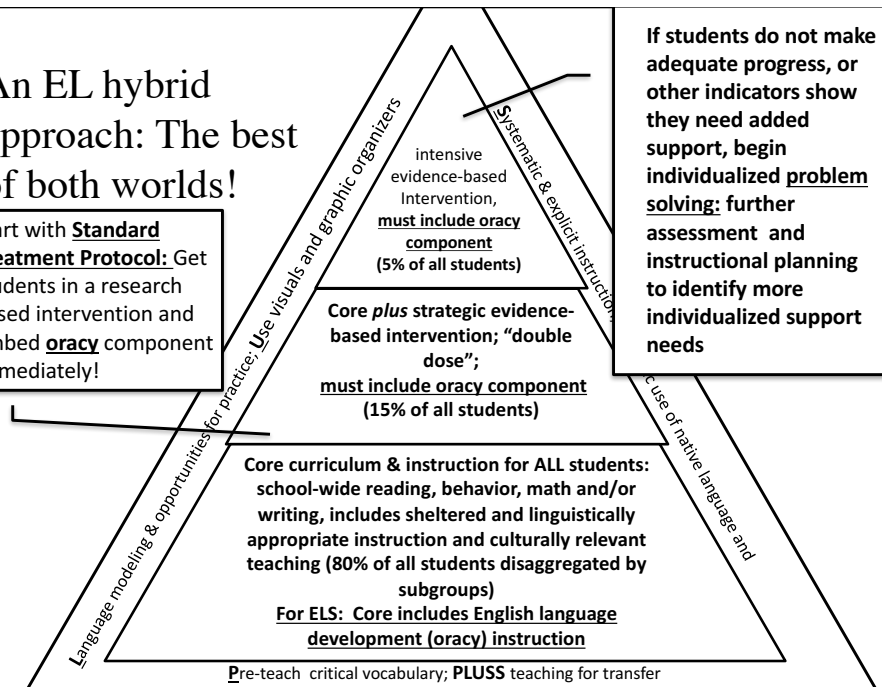 An EL hybrid
pproach: The best
of both worlds!
art with Standard
eatment Protocol: Get
udents in a research
sed intervention and
mbed oracy component
mediately!
Language modeling & opportunities for practice; Use visuals and graphic organizers
intensive
evidence-based
Intervention,
must include oracy
component
(5% of all students)
Core plus strategic evidence-
based intervention; “double
dose”;
must include oracy component
(15% of all students)
Core curriculum & instruction for ALL students:
school-wide reading, behavior, math and/or
writing, includes sheltered and linguistically
appropriate instruction and culturally relevant
teaching (80% of all students disaggregated by
subgroups)
For ELS: Core includes English language
development (oracy) instruction
Systematic & explicit instruction;
c use of native language and
If students do not make
adequate progress, or
other indicators show
they need added
support, begin
individualized problem
solving: further
assessment and
instructional planning
to identify more
individualized support
needs
Pre-teach critical vocabulary; PLUSS teaching for transfer